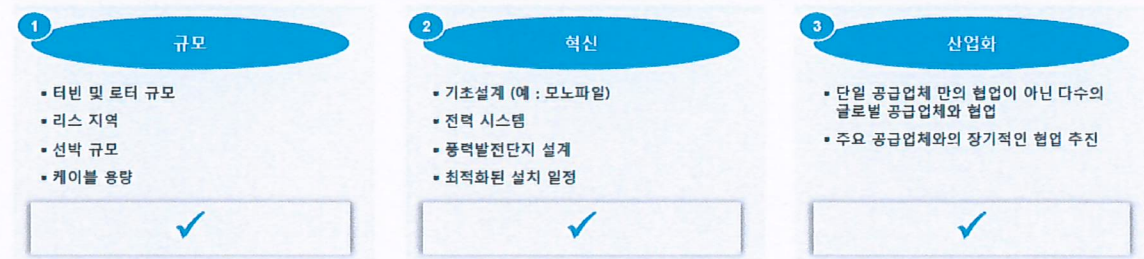 1
규모
▪ 터빈 및 로터 규모
▪ 리스 지역
▪ 선박 규모
▪ 케이블 용량
✓
2
혁신
▪ 기초설계 (예 : 모노파일)
▪ 전력 시스템
▪ 풍력발전단지 설계
▪ 최적화된 설치 일정
✓
3
산업화
▪ 단일 공급업체 만의 협업이 아닌 다수의
글로벌 공급업체와 협업
▪ 주요 공급업체와의 장기적인 협업 추진
✓